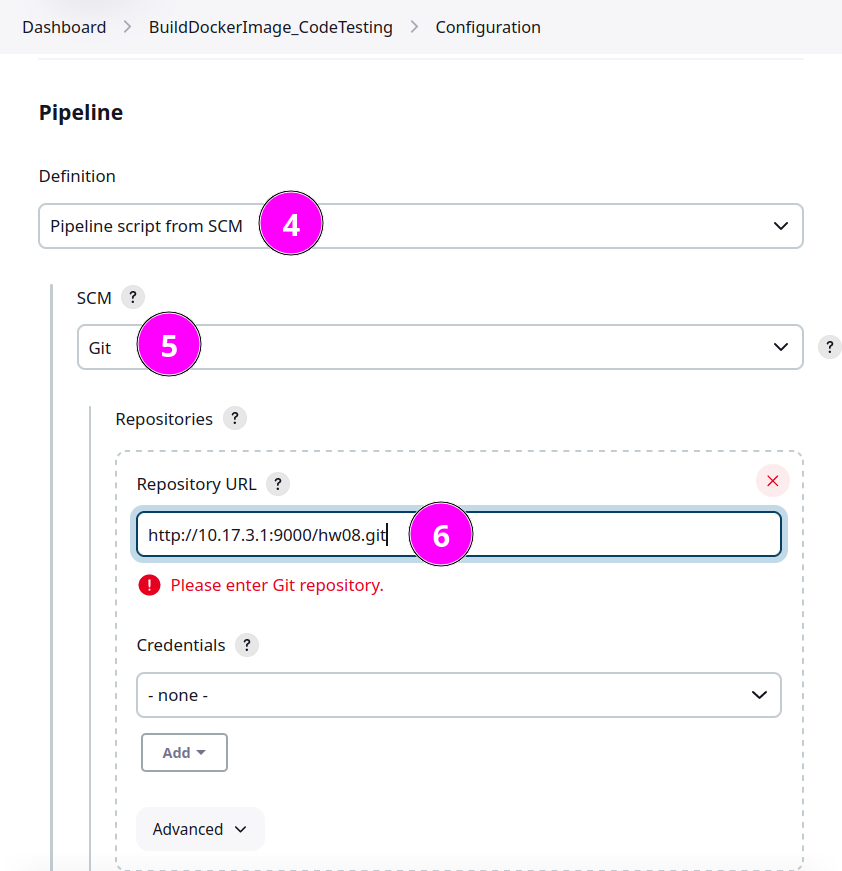 Dashboard > BuildDockerImage_CodeTesting > Configuration
Pipeline
Definition
Pipeline script from SCM 4
SCM ?
Git 5
?
Repositories ?
Repository URL ?
http://10.17.3.1:9000/hw08.git 6
! Please enter Git repository.
Credentials ?
- none -
Add
Advanced